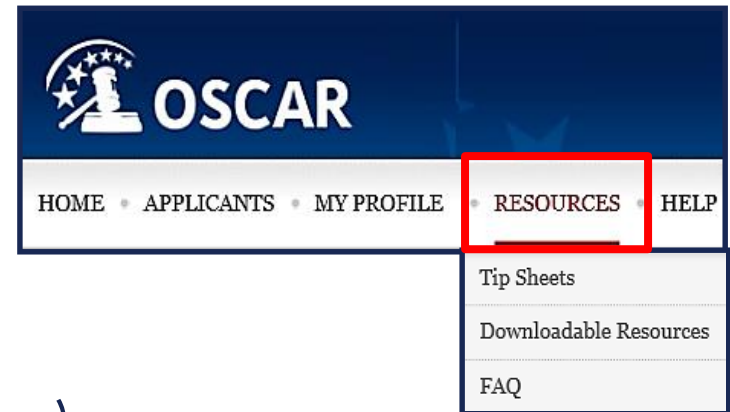 OSCAR
HOME • APPLICANTS • MY PROFILE • RESOURCES • HELP
Tip Sheets
Downloadable Resources
FAQ